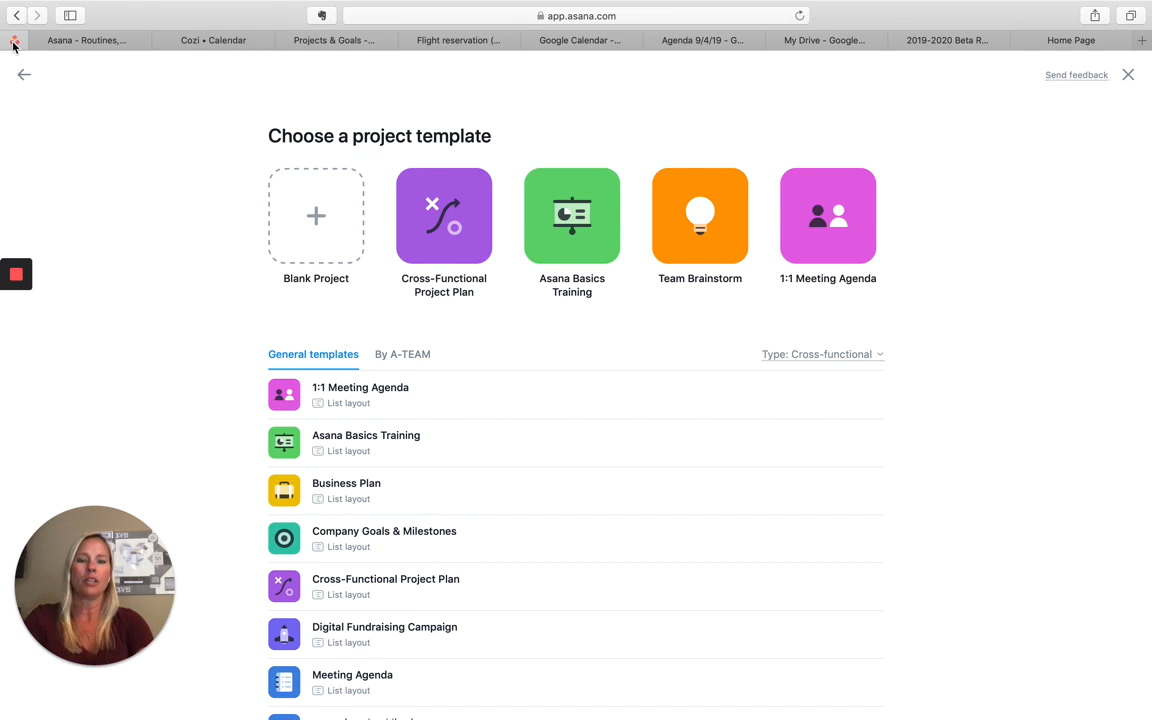 app.asana.com
Asana - Routines,...
Cozi • Calendar
Projects & Goals -...
Flight reservation (...
Google Calendar -...
Agenda 9/4/19 - G...
My Drive - Google...
2019-2020 Beta R...
Home Page
Send feedback
Choose a project template
Blank Project
Cross-Functional
Project Plan
Asana Basics
Training
Team Brainstorm
1:1 Meeting Agenda
General templates
By A-TEAM
Type: Cross-functional
1:1 Meeting Agenda
List layout
Asana Basics Training
List layout
Business Plan
List layout
Company Goals & Milestones
List layout
Cross-Functional Project Plan
List layout
Digital Fundraising Campaign
List layout
Meeting Agenda
List layout